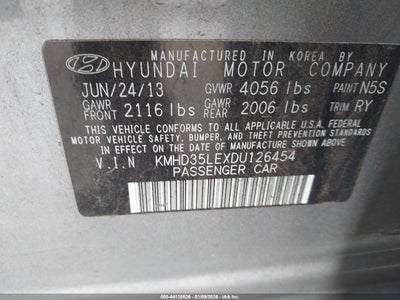 MANUFACTURED IN KOREA BY
HYUNDAI MOTOR COMPANY
JUN/24/13 GVWR 4056 lbs PAINT N5S
GAWR FRONT 2116 lbs GAWR REAR 2006 lbs TRIM RY
THIS VEHICLE CONFORMS TO ALL APPLICABLE U.S. FEDERAL
MOTOR VEHICLE SAFETY, BUMPER, AND THEFT PREVENTION
STANDARDS IN EFFECT ON THE DATE OF MANUFACTURE SHOWN ABOVE.
V.I.N KMHD35LEXDU126454
PASSENGER CAR